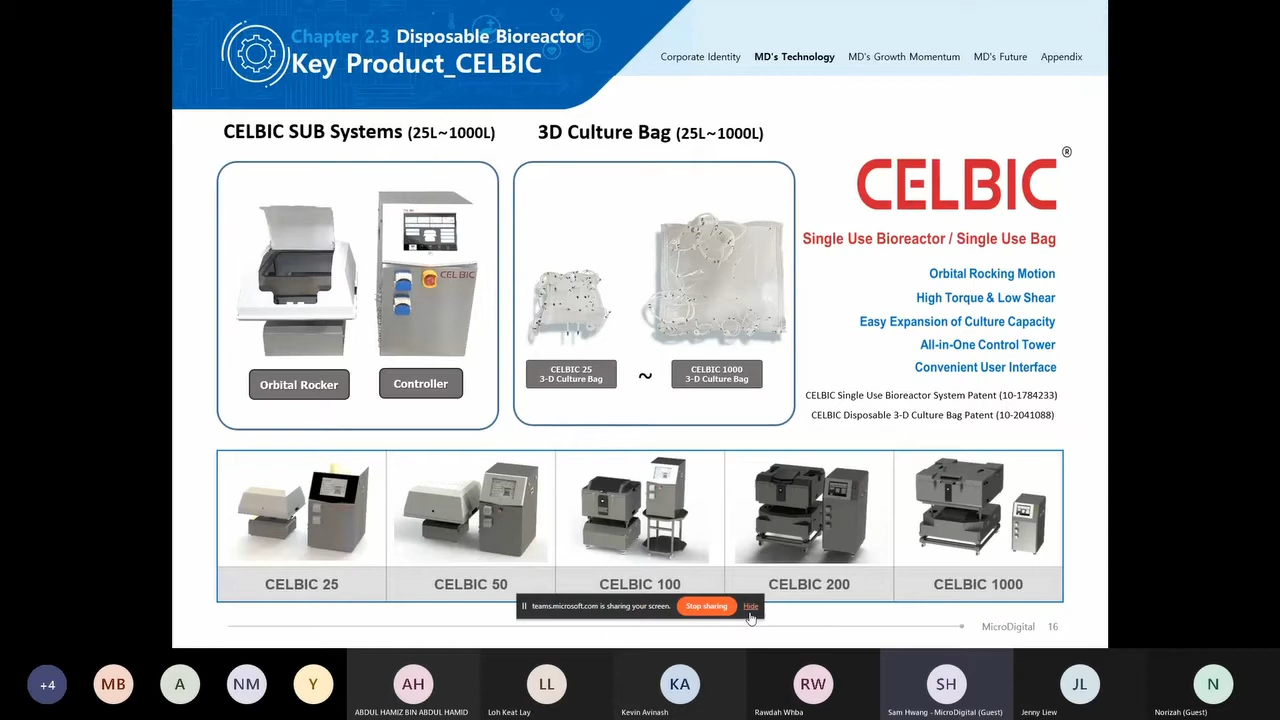 Chapter 2.3 Disposable Bioreactor
Key Product_CELBIC
Corporate Identity MD's Technology MD's Growth Momentum MD's Future Appendix
CELBIC SUB Systems (25L~1000L)
3D Culture Bag (25L~1000L)
CELBIC
Orbital Rocker
Controller
CELBIC 25
3-D Culture Bag
~
CELBIC 1000
3-D Culture Bag
CELBIC ®
Single Use Bioreactor / Single Use Bag
Orbital Rocking Motion
High Torque & Low Shear
Easy Expansion of Culture Capacity
All-in-One Control Tower
Convenient User Interface
CELBIC Single Use Bioreactor System Patent (10-1784233)
CELBIC Disposable 3-D Culture Bag Patent (10-2041088)
CELBIC 25 CELBIC 50 CELBIC 100 CELBIC 200 CELBIC 1000
teams.microsoft.com is sharing your screen. Stop sharing Hide
MicroDigital 16
+4 MB A NM Y AH LL KA RW SH JL N
ABDUL HAMIZ BIN ABDUL HAMID Loh Keat Lay Kevin Avinash Rawdah Whba Sam Hwang - MicroDigital (Guest) Jenny Liew Norizah (Guest)